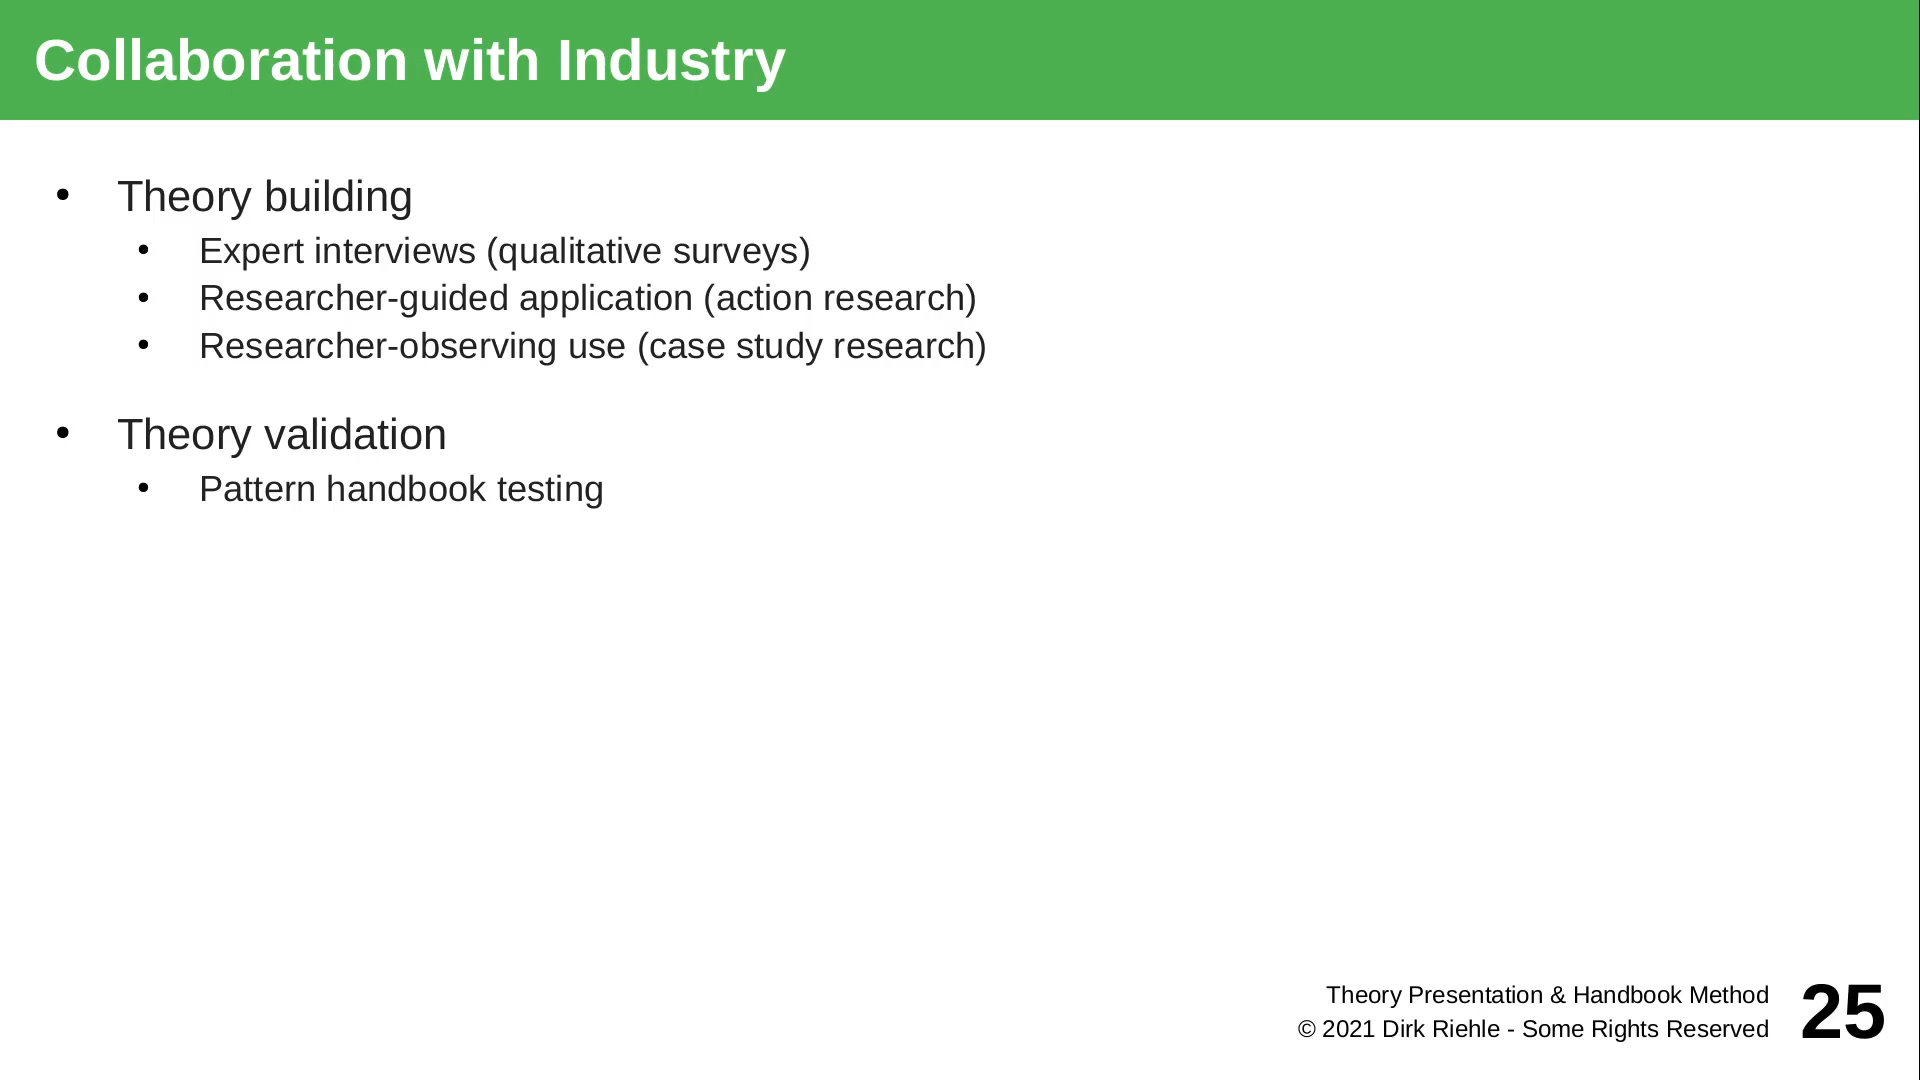 Collaboration with Industry
• Theory building
• Expert interviews (qualitative surveys)
• Researcher-guided application (action research)
• Researcher-observing use (case study research)
• Theory validation
• Pattern handbook testing
Theory Presentation & Handbook Method
© 2021 Dirk Riehle - Some Rights Reserved
25